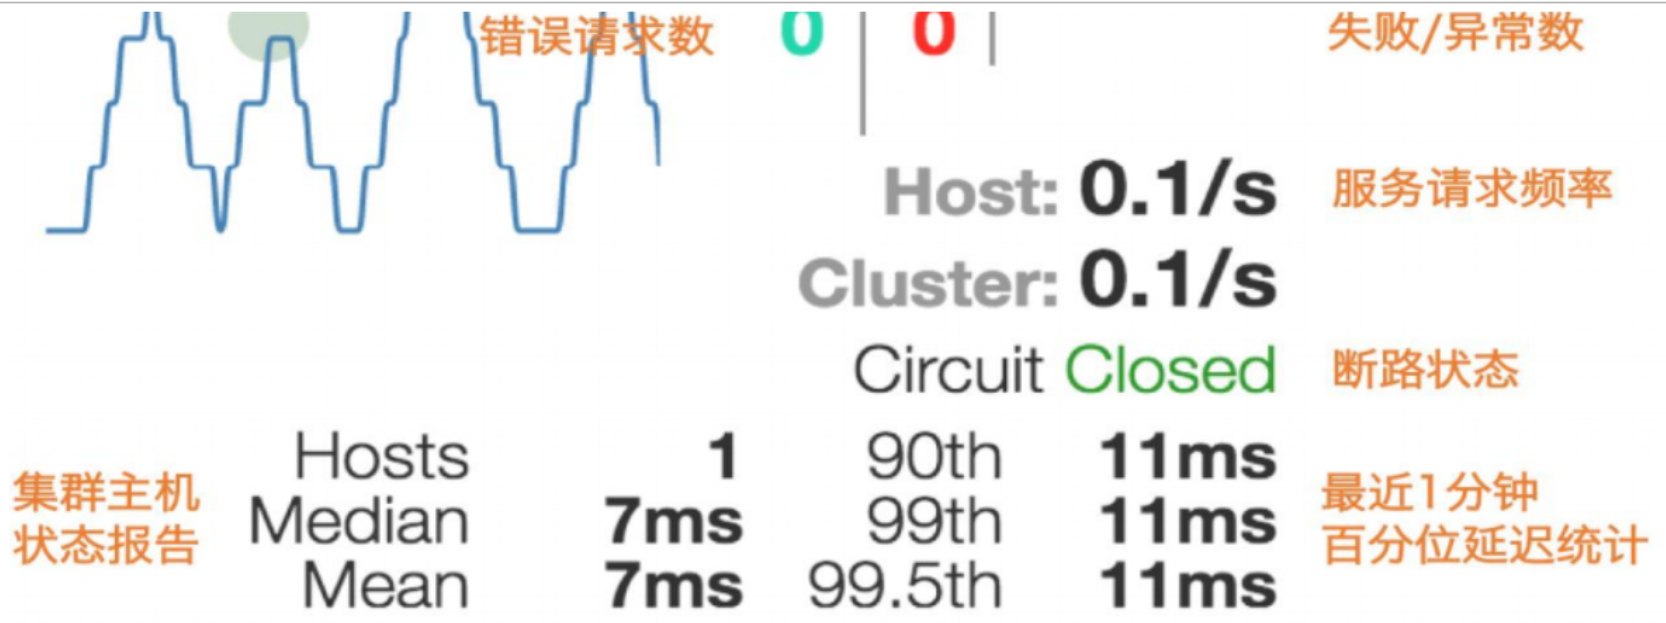 错误请求数 0 0 失败/异常数
Host: 0.1/s 服务请求频率
Cluster: 0.1/s
Circuit Closed 断路状态
Hosts 1 90th 11ms
集群主机 最近1分钟
Median 7ms 99th 11ms
状态报告 百分位延迟统计
Mean 7ms 99.5th 11ms